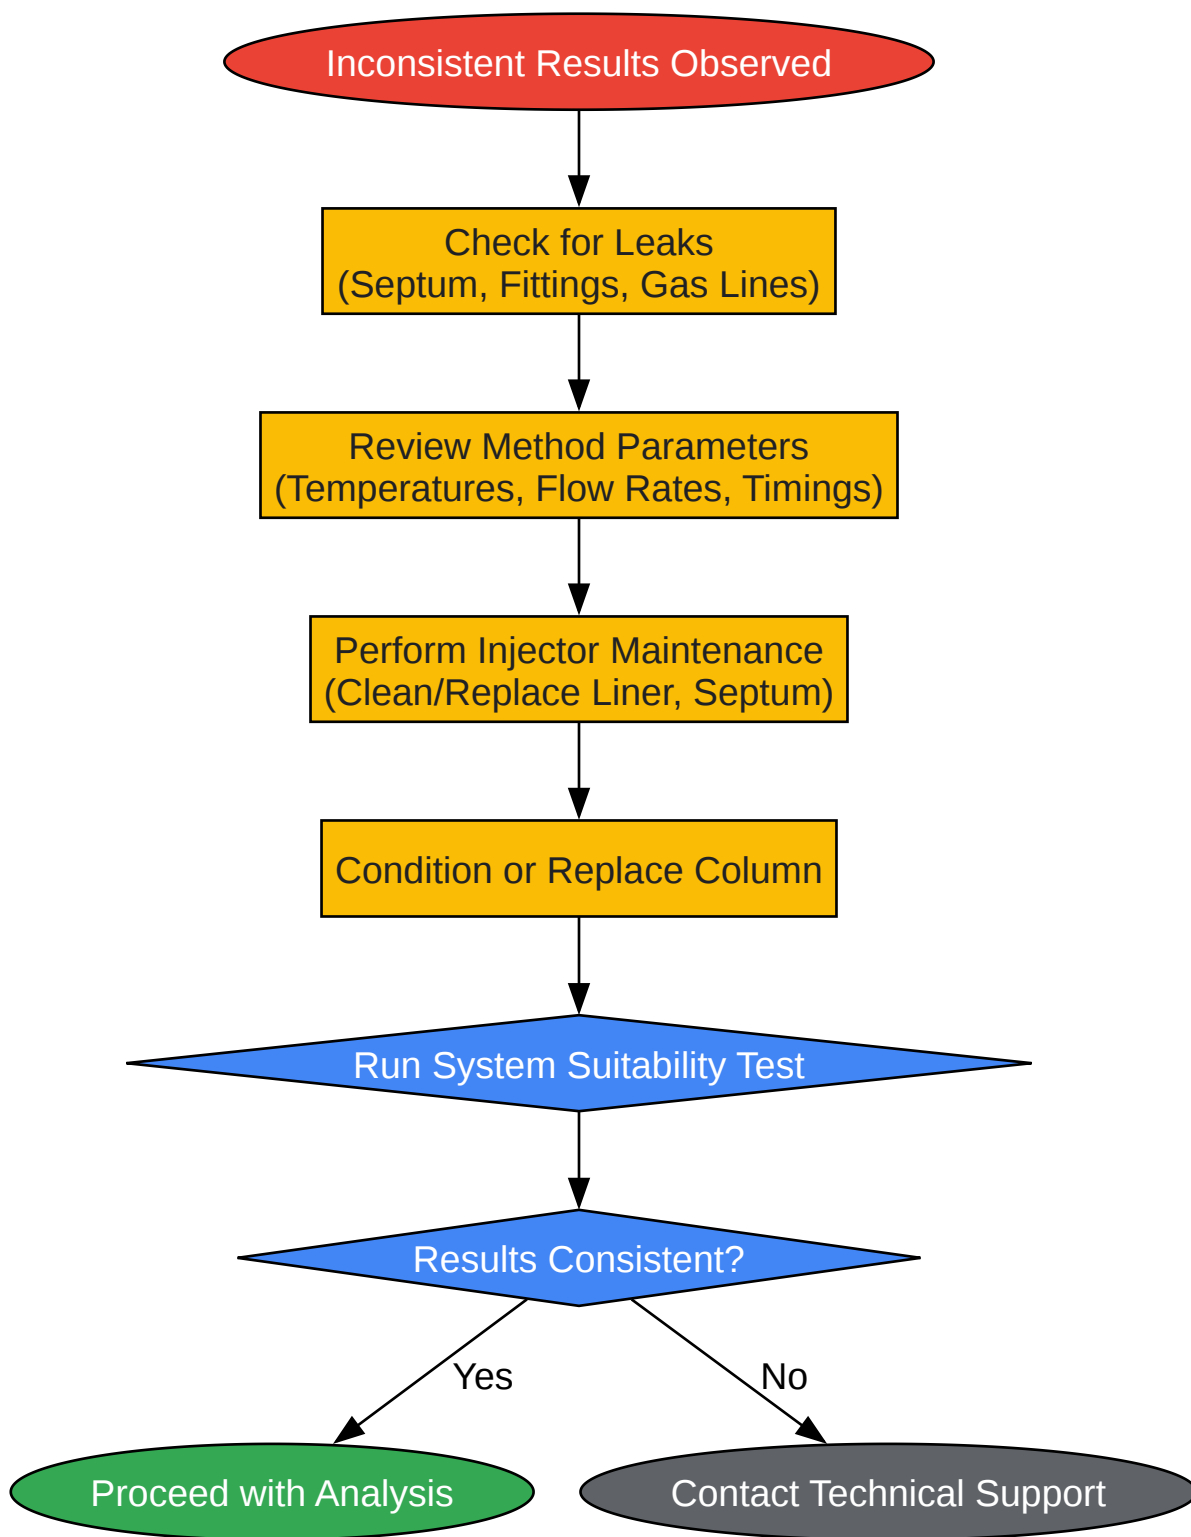 Inconsistent Results Observed
Check for Leaks
(Septum, Fittings, Gas Lines)
Review Method Parameters
(Temperatures, Flow Rates, Timings)
Perform Injector Maintenance
(Clean/Replace Liner, Septum)
Condition or Replace Column
Run System Suitability Test
Results Consistent?
Yes
No
Proceed with Analysis
Contact Technical Support